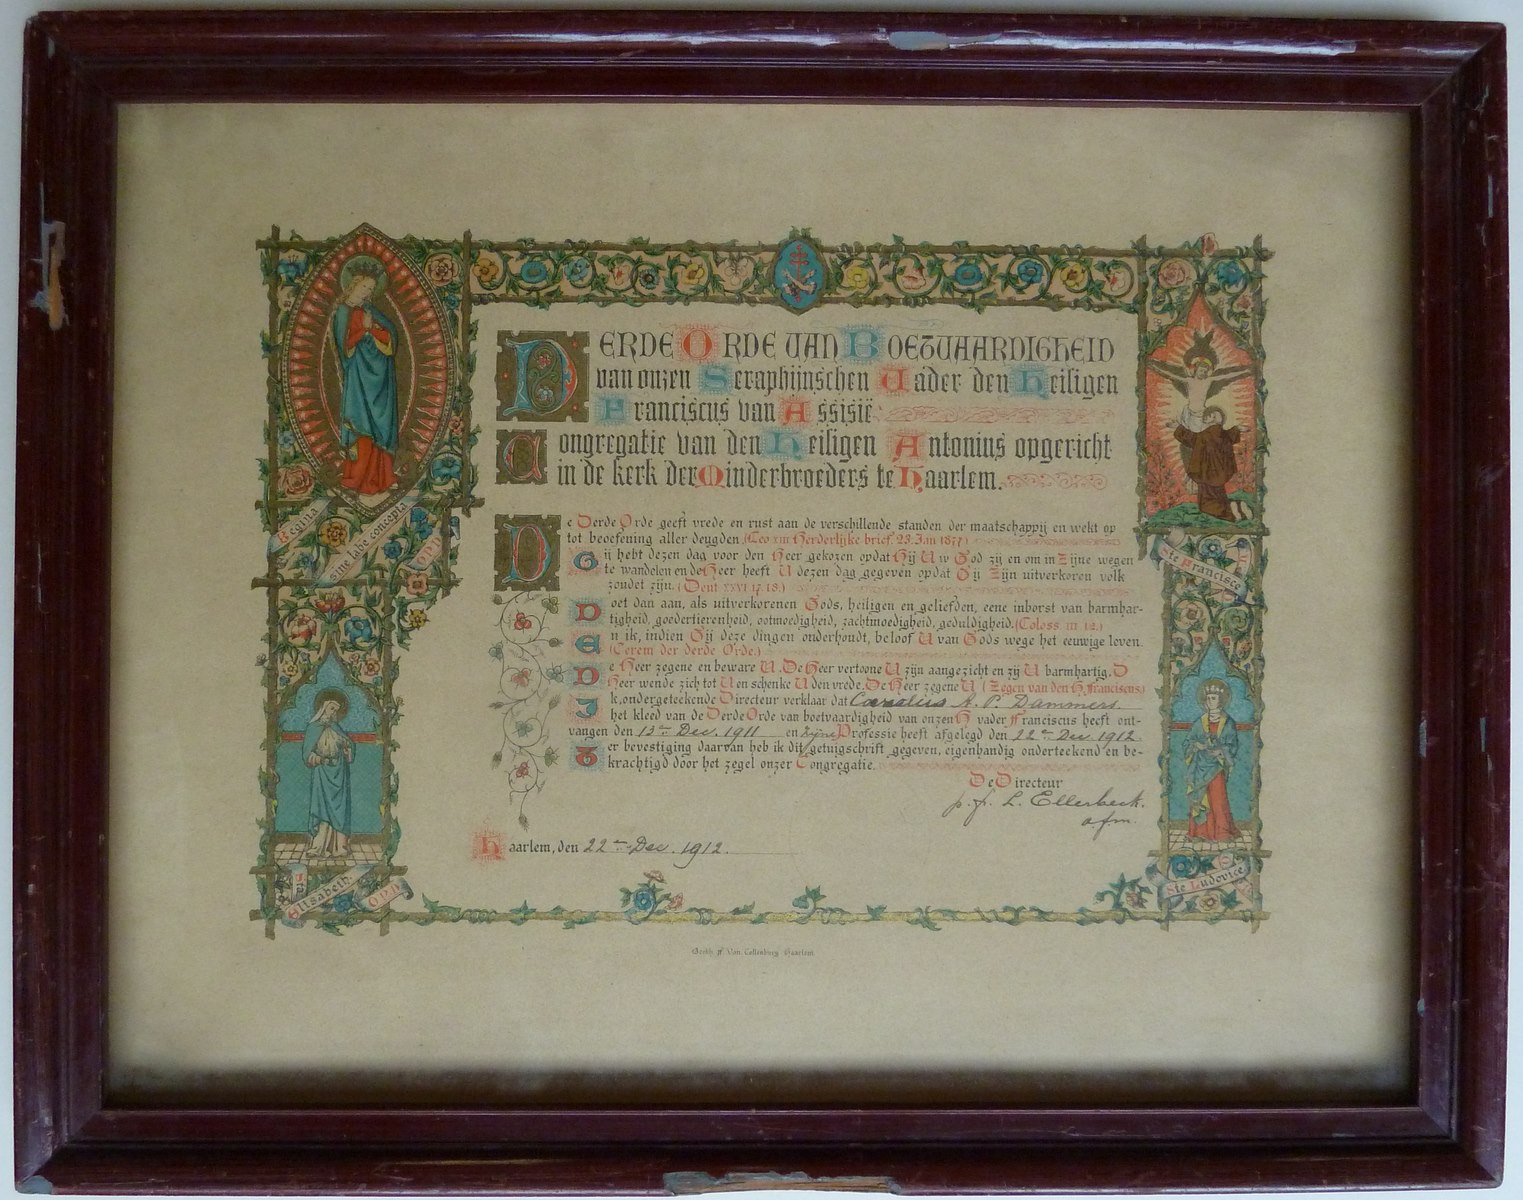 Derde Orde van Boetvaardigheid
van onzen Seraphijnschen Vader den Heiligen
Franciscus van Assisië
Congregatie van den Heiligen Antonius opgericht
in de kerk der Minderbroeders te Haarlem.
De Derde Orde geeft vrede en rust aan de verschillende standen der maatschappij en wekt op
tot beoefening aller deugden (Leo XIII Herderlijke brief. 23. Jan 1877)
Gij hebt dezen dag voor den Heer gekozen opdat Hij Uw God zij en om in Zijne wegen
te wandelen en de Heer heeft U dezen dag gegeven opdat Gij Zijn uitverkoren volk
zoudet zijn. (Deut XXVI 17.18.)
Doet dan aan, als uitverkorenen Gods, heiligen en geliefden, eene inborst van barmhar-
tigheid, goedertierenheid, ootmoedigheid, zachtmoedigheid, geduldigheid. (Coloss. III 12.)
En ik, indien Gij deze dingen onderhoudt, beloof U van Gods wege het eeuwige leven.
(Cerem der derde Orde.)
De Heer zegene en beware U. De Heer vertoone U zijn aangezicht en zij U barmhartig. D
Heer wende zich tot U en schenke U den vrede. De Heer zegene U (Zegen van den H. Franciscus)
Ik, ondergeteekende Directeur verklaar dat Cornelius A. P. Dammers.
het kleed van de Derde Orde van boetvaardigheid van onzen H vader Franciscus heeft ont-
vangen den 13en Dec. 1911 en zijne Professie heeft afgelegd den 22en Dec. 1912.
Ter bevestiging daarvan heb ik dit getuigschrift gegeven, eigenhandig onderteekend en be-
krachtigd door het zegel onzer Congregatie.
De Directeur
p. fr. L. Ellerbeck.
ofm.
Haarlem, den 22en Dec. 1912.
Regina
sine labe concepta
O.P.N
Ste Francisce
Sta
Elisabeth
O.P.N
Ste Ludovice
Van Haarlem